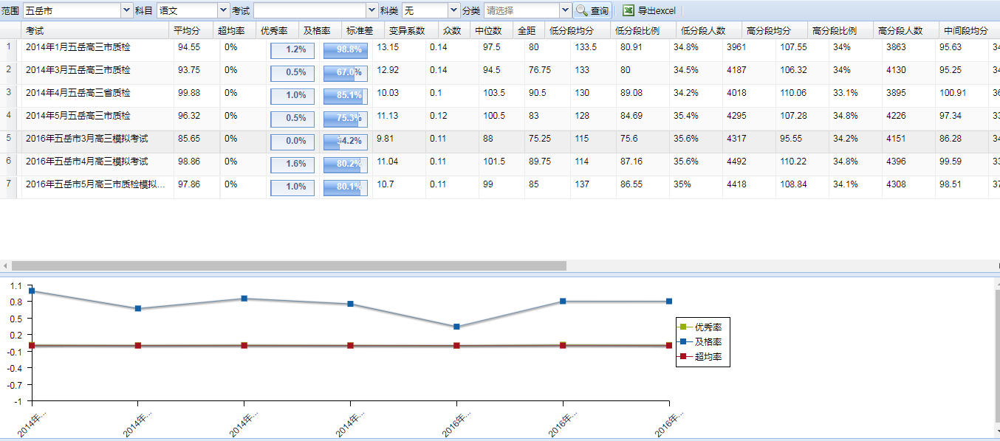 范围 五岳市 科目 语文 考试 科类 无 分类 请选择 查询 导出excel
考试 平均分 超均率 优秀率 及格率 标准差 变异系数 众数 中位数 全距 低分段均分 低分段比例 低分段人数 高分段均分 高分段比例 高分段人数 中间段均分
1 2014年1月五岳高三市质检 94.55 0% 1.2% 98.8% 13.15 0.14 97.5 80 133.5 80.91 34.8% 3961 107.55 34% 3863 95.63
2 2014年3月五岳高三市质检 93.75 0% 0.5% 67.0% 12.92 0.14 94.5 76.75 133 80 34.5% 4187 106.32 34% 4130 95.25
3 2014年4月五岳高三省质检 99.88 0% 1.0% 85.1% 10.03 0.1 103.5 90.5 130 89.08 34.2% 4018 110.06 33.1% 3895 100.91
4 2014年5月五岳高三市质检 96.32 0% 0.5% 75.3% 11.13 0.12 100.5 83 128 84.69 35.4% 4295 107.28 34.8% 4226 97.34
5 2016年五岳市3月高三模拟考试 85.65 0% 0.0% 34.2% 9.81 0.11 88 75.25 115 75.6 35.6% 4317 95.55 34.2% 4151 86.28
6 2016年五岳市4月高三模拟考试 98.86 0% 1.6% 80.2% 11.04 0.11 101.5 89.75 114 87.16 35.6% 4492 110.22 34.8% 4396 99.59
7 2016年五岳市5月高三市质检模拟... 97.86 0% 1.0% 80.1% 10.7 0.11 99 85 137 86.55 35% 4418 108.84 34.1% 4308 98.51
1.1
0.8
0.5
0.2
-0.1
-0.4
-0.7
-1
优秀率
及格率
超均率
2014年... 2014年... 2014年... 2014年... 2016年... 2016年... 2016年...